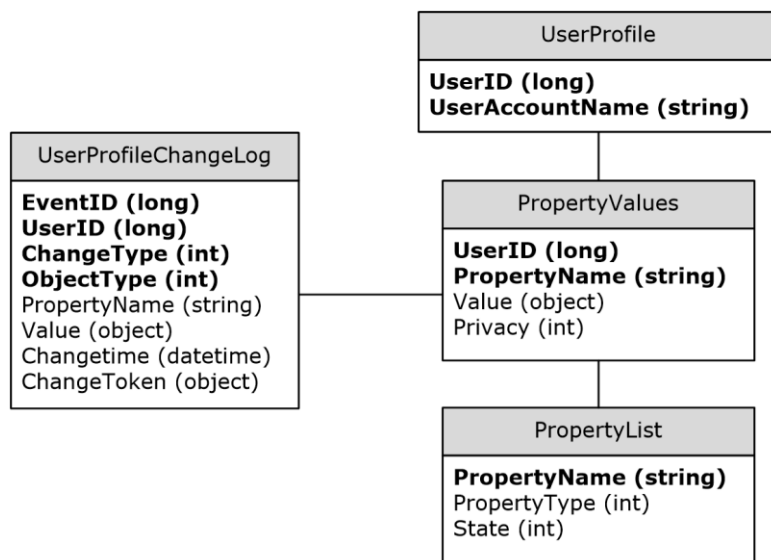 UserProfile
UserID (long)
UserAccountName (string)
UserProfileChangeLog
EventID (long)
UserID (long)
ChangeType (int)
ObjectType (int)
PropertyName (string)
Value (object)
Changetime (datetime)
ChangeToken (object)
PropertyValues
UserID (long)
PropertyName (string)
Value (object)
Privacy (int)
PropertyList
PropertyName (string)
PropertyType (int)
State (int)